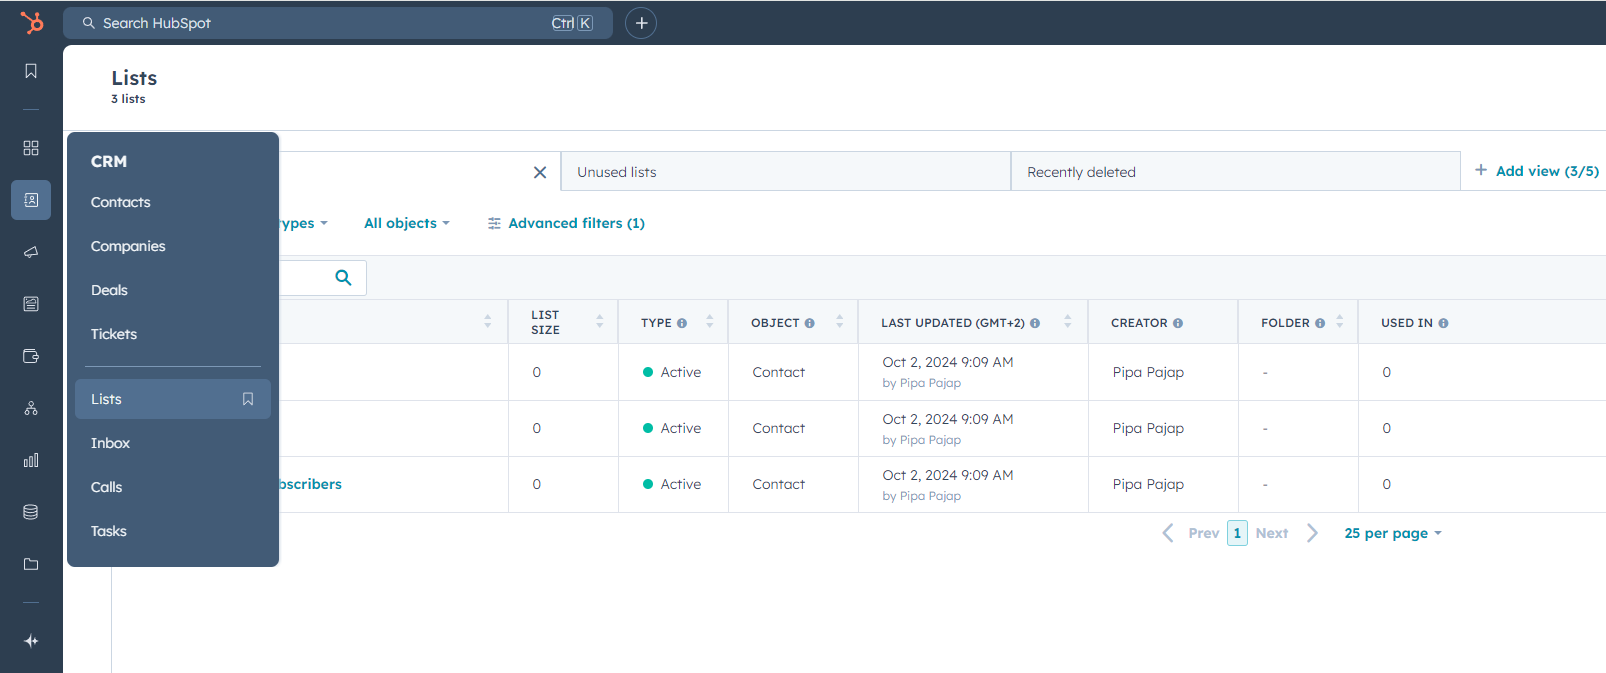 Search HubSpot Ctrl K
Lists
3 lists
CRM
Contacts
Companies
Deals
Tickets
Lists
Inbox
Calls
Tasks
Unused lists
Recently deleted
+ Add view (3/5)
types
All objects
Advanced filters (1)
LIST SIZE TYPE OBJECT LAST UPDATED (GMT+2) CREATOR FOLDER USED IN
0 Active Contact Oct 2, 2024 9:09 AM Pipa Pajap - 0
by Pipa Pajap
0 Active Contact Oct 2, 2024 9:09 AM Pipa Pajap - 0
by Pipa Pajap
bscribers 0 Active Contact Oct 2, 2024 9:09 AM Pipa Pajap - 0
by Pipa Pajap
Prev 1 Next 25 per page